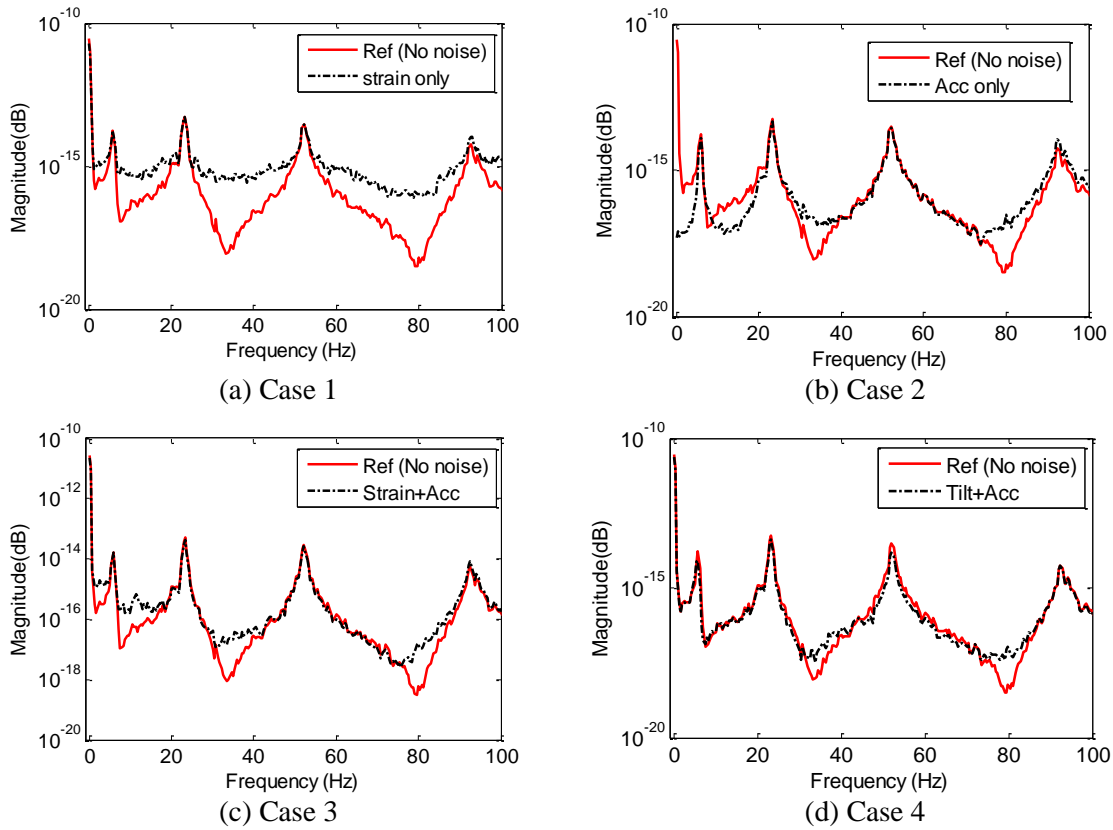 10^-10
Ref (No noise)
strain only
10^-15
10^-20
Magnitude(dB)
0 20 40 60 80 100
Frequency (Hz)
(a) Case 1
10^-10
Ref (No noise)
Acc only
10^-15
10^-20
Magnitude(dB)
0 20 40 60 80 100
Frequency (Hz)
(b) Case 2
10^-10
Ref (No noise)
Strain+Acc
10^-12
10^-14
10^-16
10^-18
10^-20
Magnitude(dB)
0 20 40 60 80 100
Frequency (Hz)
(c) Case 3
10^-10
Ref (No noise)
Tilt+Acc
10^-15
10^-20
Magnitude(dB)
0 20 40 60 80 100
Frequency (Hz)
(d) Case 4